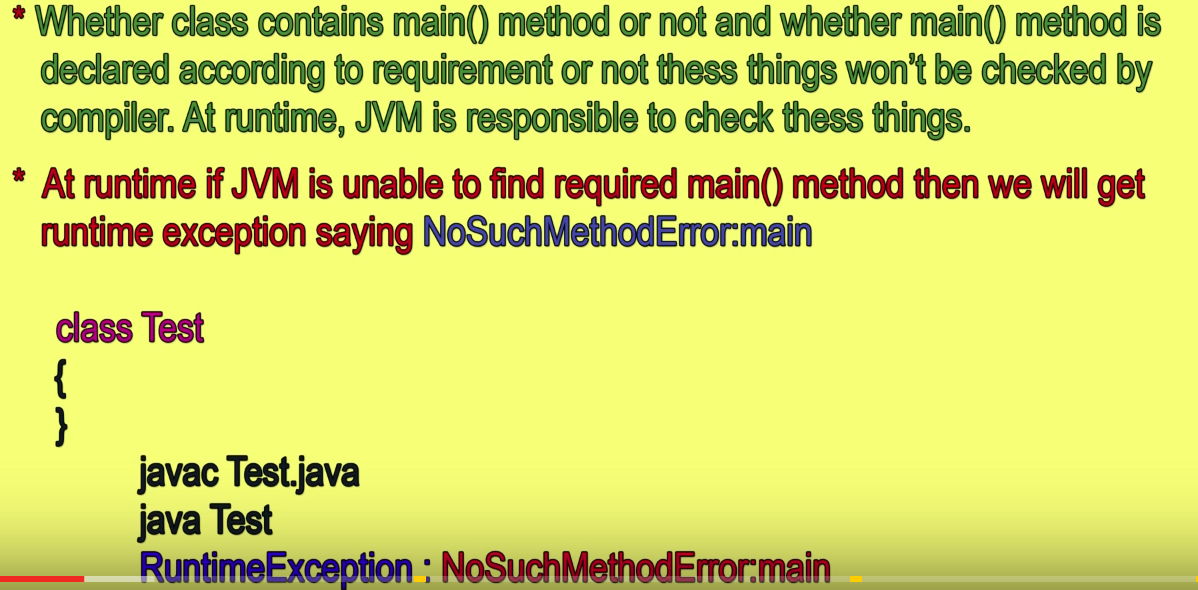 * Whether class contains main() method or not and whether main() method is
declared according to requirement or not thess things won't be checked by
compiler. At runtime, JVM is responsible to check thess things.
* At runtime if JVM is unable to find required main() method then we will get
runtime exception saying NoSuchMethodError:main
class Test
{
}
javac Test.java
java Test
RuntimeException : NoSuchMethodError:main